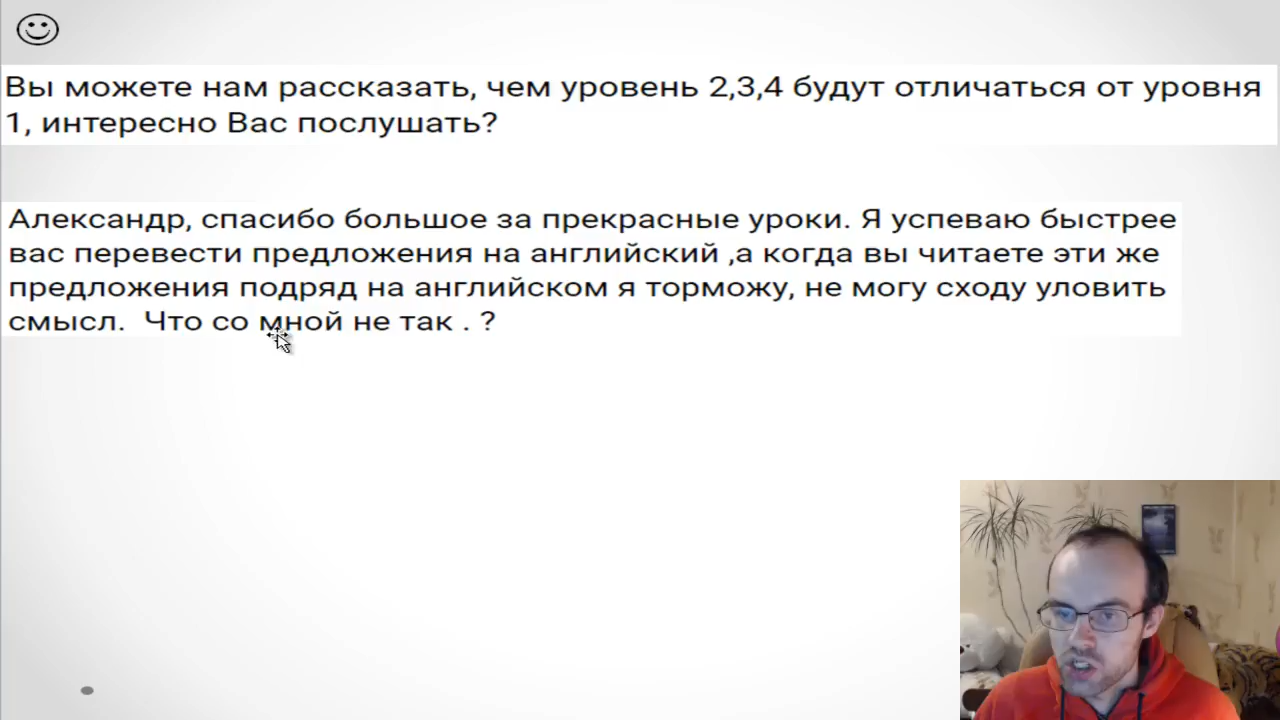 Вы можете нам рассказать, чем уровень 2,3,4 будут отличаться от уровня
1, интересно Вас послушать?
Александр, спасибо большое за прекрасные уроки. Я успеваю быстрее
вас перевести предложения на английский ,а когда вы читаете эти же
предложения подряд на английском я торможу, не могу сходу уловить
смысл.  Что со мной не так . ?